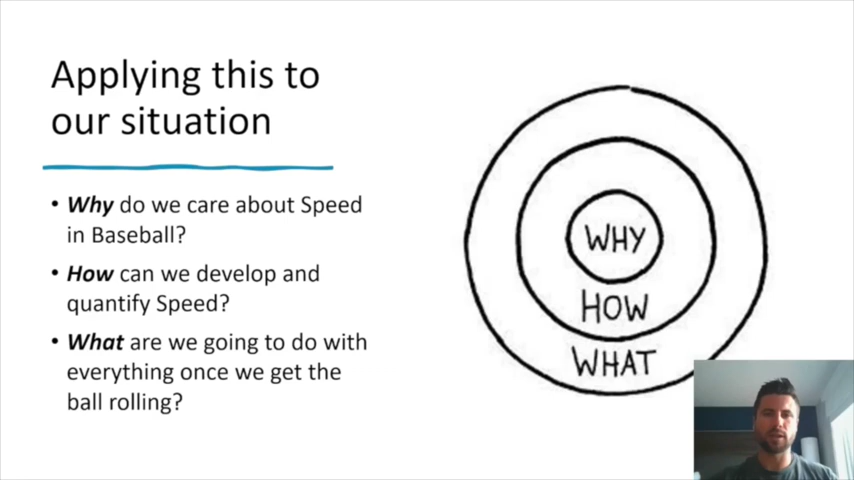 Applying this to
our situation
• Why do we care about Speed
in Baseball?
• How can we develop and
quantify Speed?
• What are we going to do with
everything once we get the
ball rolling?
WHY
HOW
WHAT